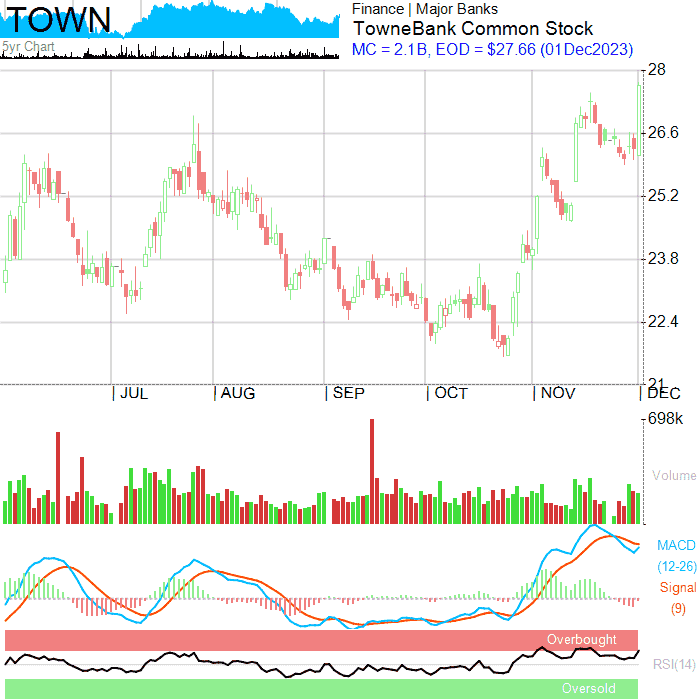 TOWN
5yr Chart
Finance | Major Banks
TowneBank Common Stock
MC = 2.1B, EOD = $27.66 (01Dec2023)
28
26.6
25.2
23.8
22.4
21
| JUL
| AUG
| SEP
| OCT
| NOV
| DEC
698k
Volume
MACD
(12-26)
Signal
(9)
Overbought
RSI(14)
Oversold